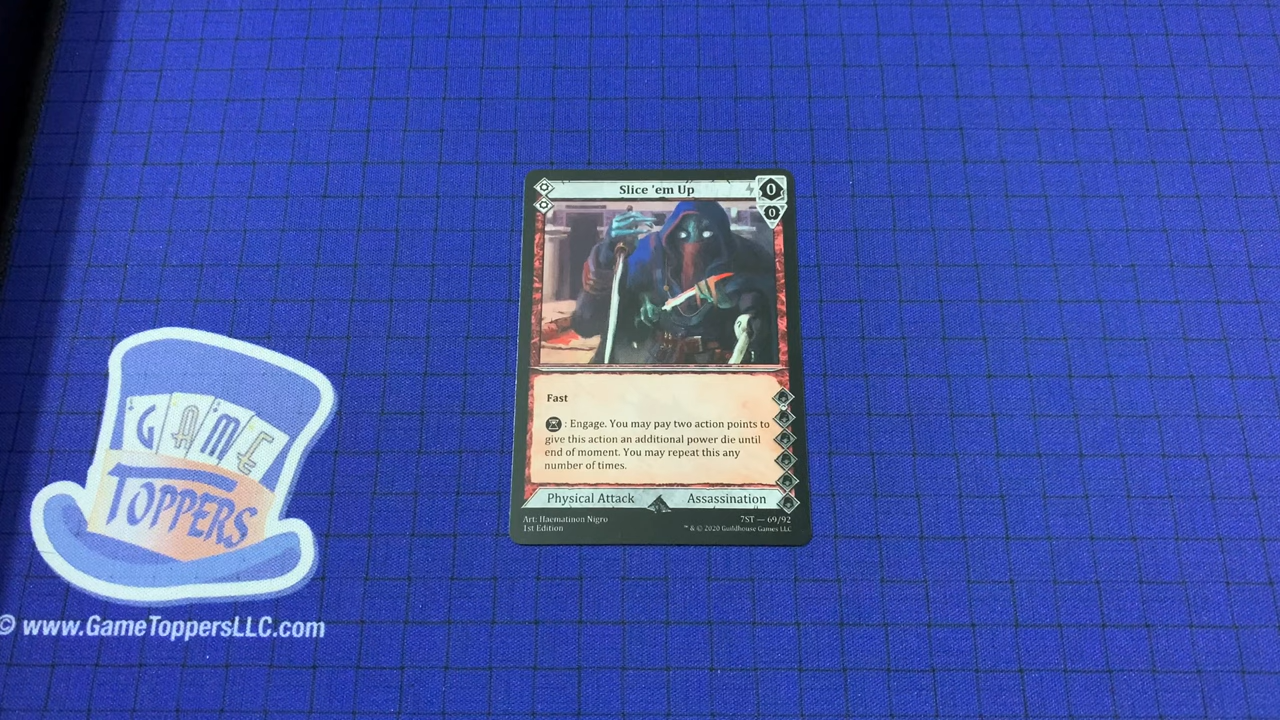 Slice 'em Up
0
0
Fast
: Engage. You may pay two action points to
give this action an additional power die until
end of moment. You may repeat this any
number of times.
Physical Attack
Assassination
Art: Haematinon Nigro
1st Edition
7ST — 69/92
™ & © 2020 Guildhouse Games LLC
GAME
TOPPERS
© www.GameToppersLLC.com